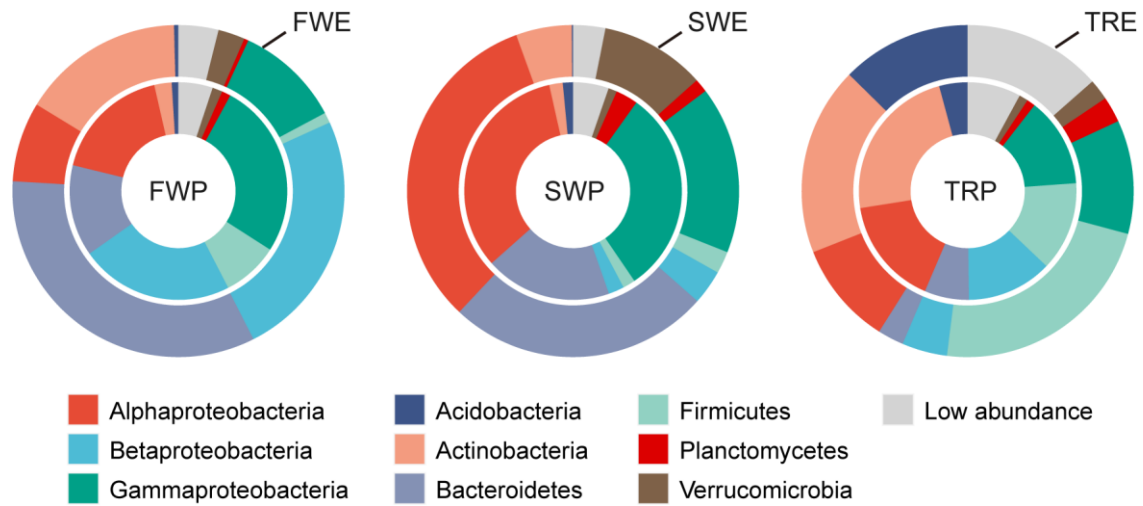 FWE
SWE
TRE
FWP
SWP
TRP
Alphaproteobacteria
Acidobacteria
Firmicutes
Low abundance
Betaproteobacteria
Actinobacteria
Planctomycetes
Gammaproteobacteria
Bacteroidetes
Verrucomicrobia